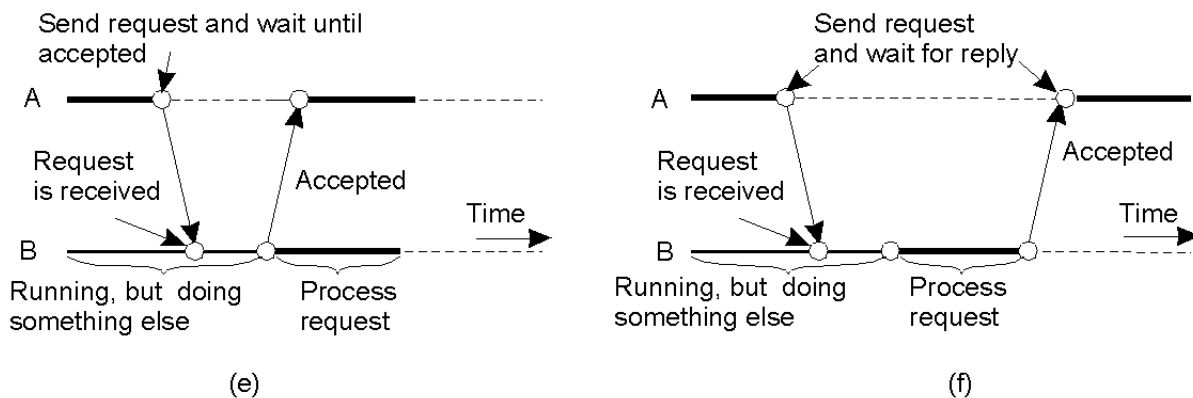 Send request and wait until
accepted
A
Request
is received
Accepted
Time
B
Running, but doing
something else
Process
request
(e)
Send request
and wait for reply
A
Request
is received
Accepted
Time
B
Running, but doing
something else
Process
request
(f)